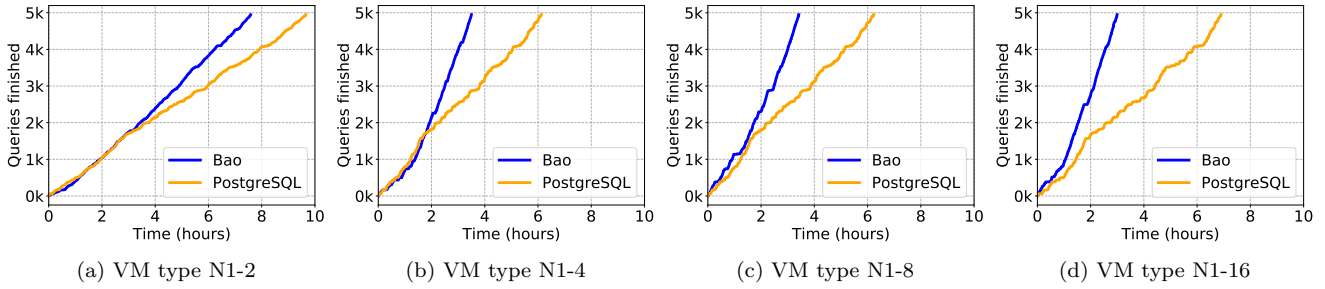 5k
4k
3k
2k
1k
0k
Queries finished
Bao
PostgreSQL
0 2 4 6 8 10
Time (hours)
(a) VM type N1-2
5k
4k
3k
2k
1k
0k
Queries finished
Bao
PostgreSQL
0 2 4 6 8 10
Time (hours)
(b) VM type N1-4
5k
4k
3k
2k
1k
0k
Queries finished
Bao
PostgreSQL
0 2 4 6 8 10
Time (hours)
(c) VM type N1-8
5k
4k
3k
2k
1k
0k
Queries finished
Bao
PostgreSQL
0 2 4 6 8 10
Time (hours)
(d) VM type N1-16